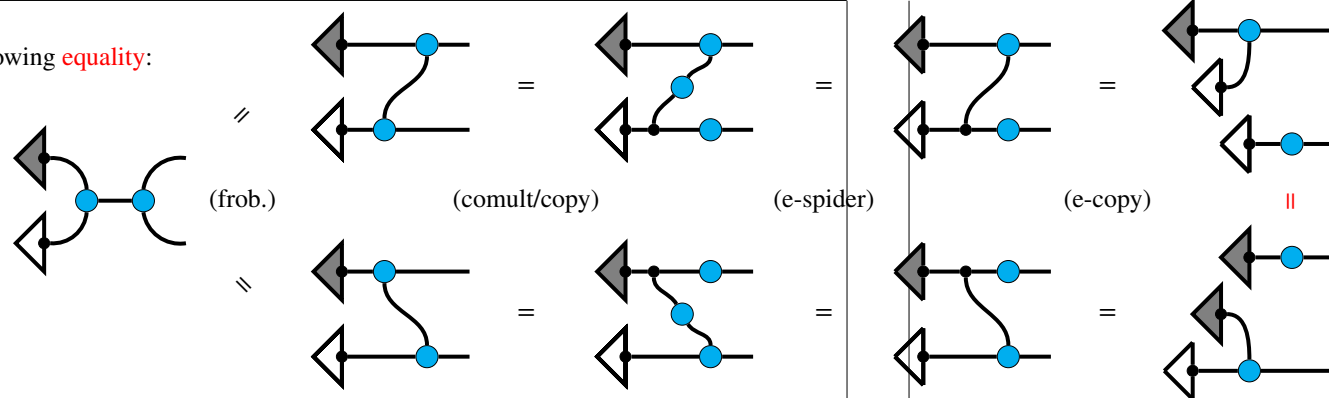 owing equality:
= = = =
(frob.) (comult/copy) (e-spider) (e-copy) =
= = = =